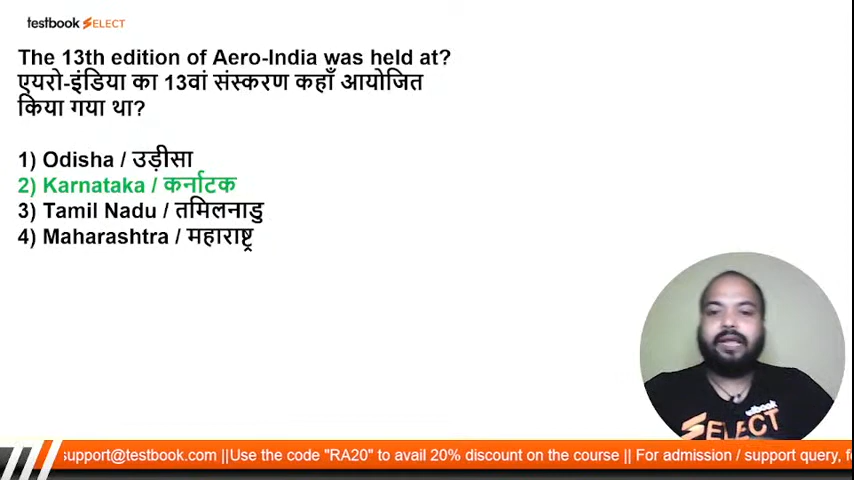 testbook SELECT
The 13th edition of Aero-India was held at?
एयरो-इंडिया का 13वां संस्करण कहाँ आयोजित
किया गया था?
1) Odisha / उड़ीसा
2) Karnataka / कर्नाटक
3) Tamil Nadu / तमिलनाडु
4) Maharashtra / महाराष्ट्र
testbook
SELECT
support@testbook.com ||Use the code "RA20" to avail 20% discount on the course || For admission / support query,